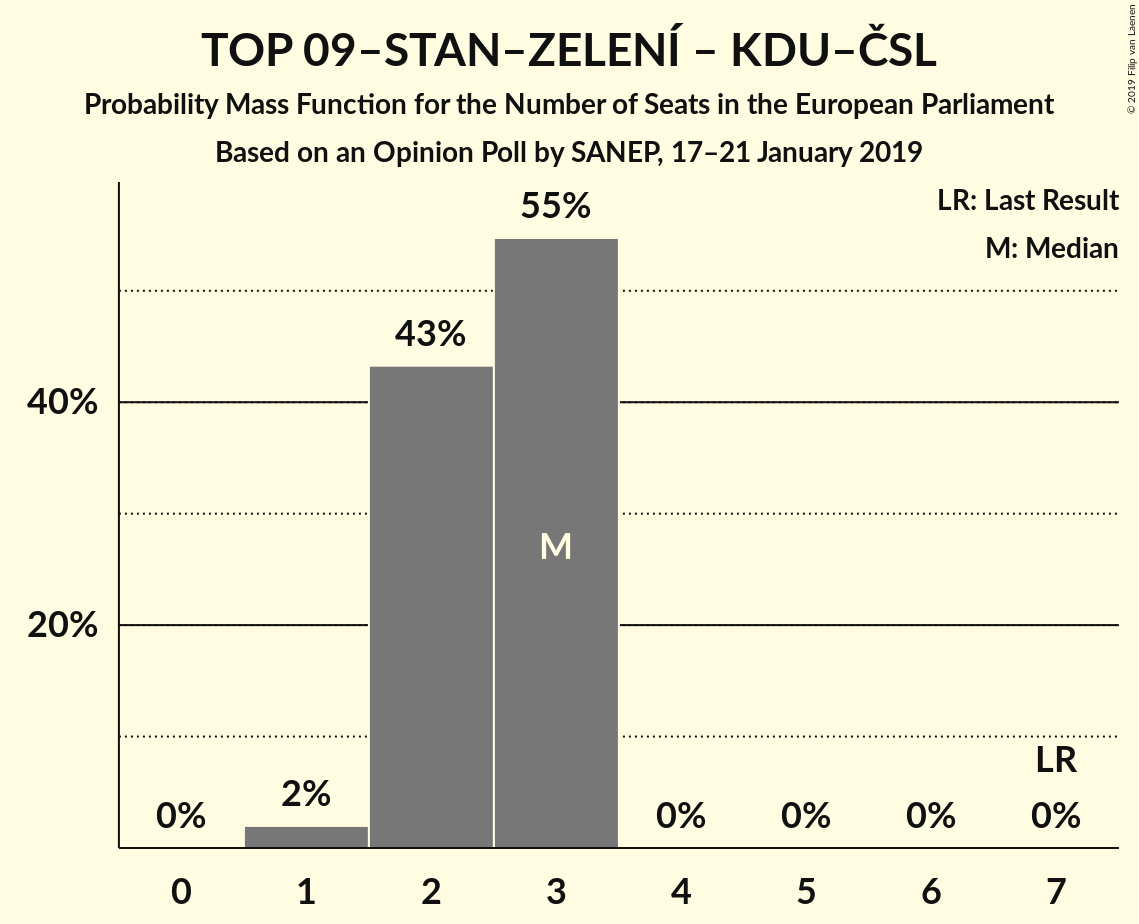 TOP 09–STAN–ZELENÍ – KDU–ČSL
Probability Mass Function for the Number of Seats in the European Parliament
Based on an Opinion Poll by SANEP, 17–21 January 2019
© 2019 Filip van Laenen
LR: Last Result
M: Median
55%
43%
40%
M
20%
LR
2%
0%
0%
0%
0%
0%
0
1
2
3
4
5
6
7